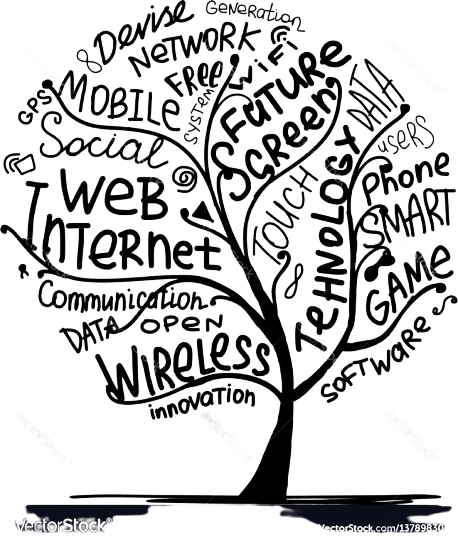 GENERATION
Devise
NETWORK
WiFi
FREE
SYSTEM
FUTURE
SCREEN
GPS
MOBILE
DATA
Social
USERS
WEB
TOUCH
TEHNOLOGY
Phone
SMART
INTERNET
GAME
Communication
DATA
OPEN
WIRELESS
SOFTWARE
innovation
VectorStock®
VectorStock.com/13789830